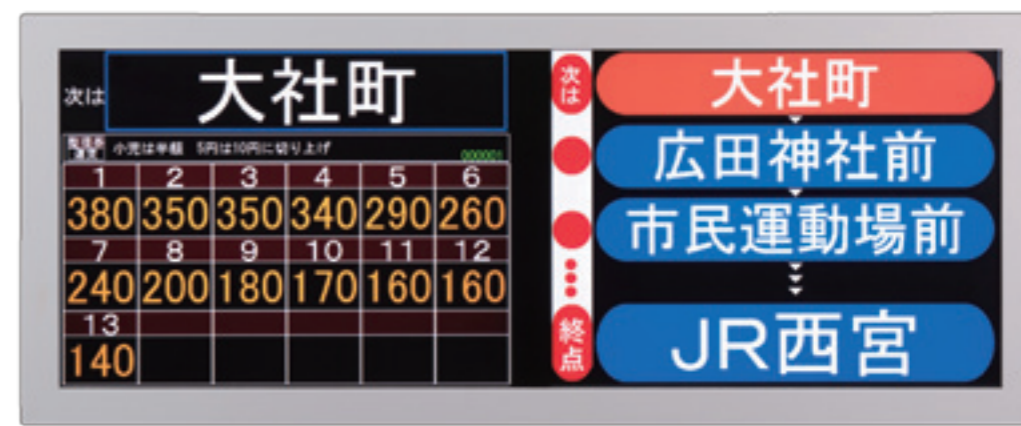 次は 大社町
小児は半額 5円は10円に切り上げ
000001
1 2 3 4 5 6
380 350 350 340 290 260
7 8 9 10 11 12
240 200 180 170 160 160
13
140
次は 大社町
広田神社前
市民運動場前
終点 JR西宮